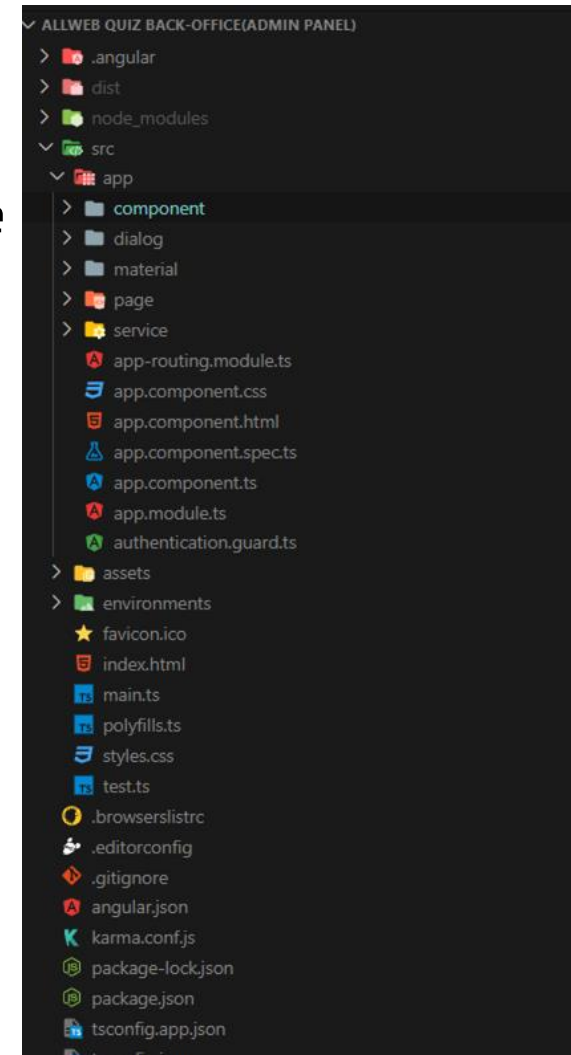 ALLWEB QUIZ BACK-OFFICE(ADMIN PANEL)
.angular
dist
node_modules
src
app
component
dialog
material
page
service
app-routing.module.ts
app.component.css
app.component.html
app.component.spec.ts
app.component.ts
app.module.ts
authentication.guard.ts
assets
environments
favicon.ico
index.html
main.ts
polyfills.ts
styles.css
test.ts
.browserslistrc
.editorconfig
.gitignore
angular.json
karma.conf.js
package-lock.json
package.json
tsconfig.app.json